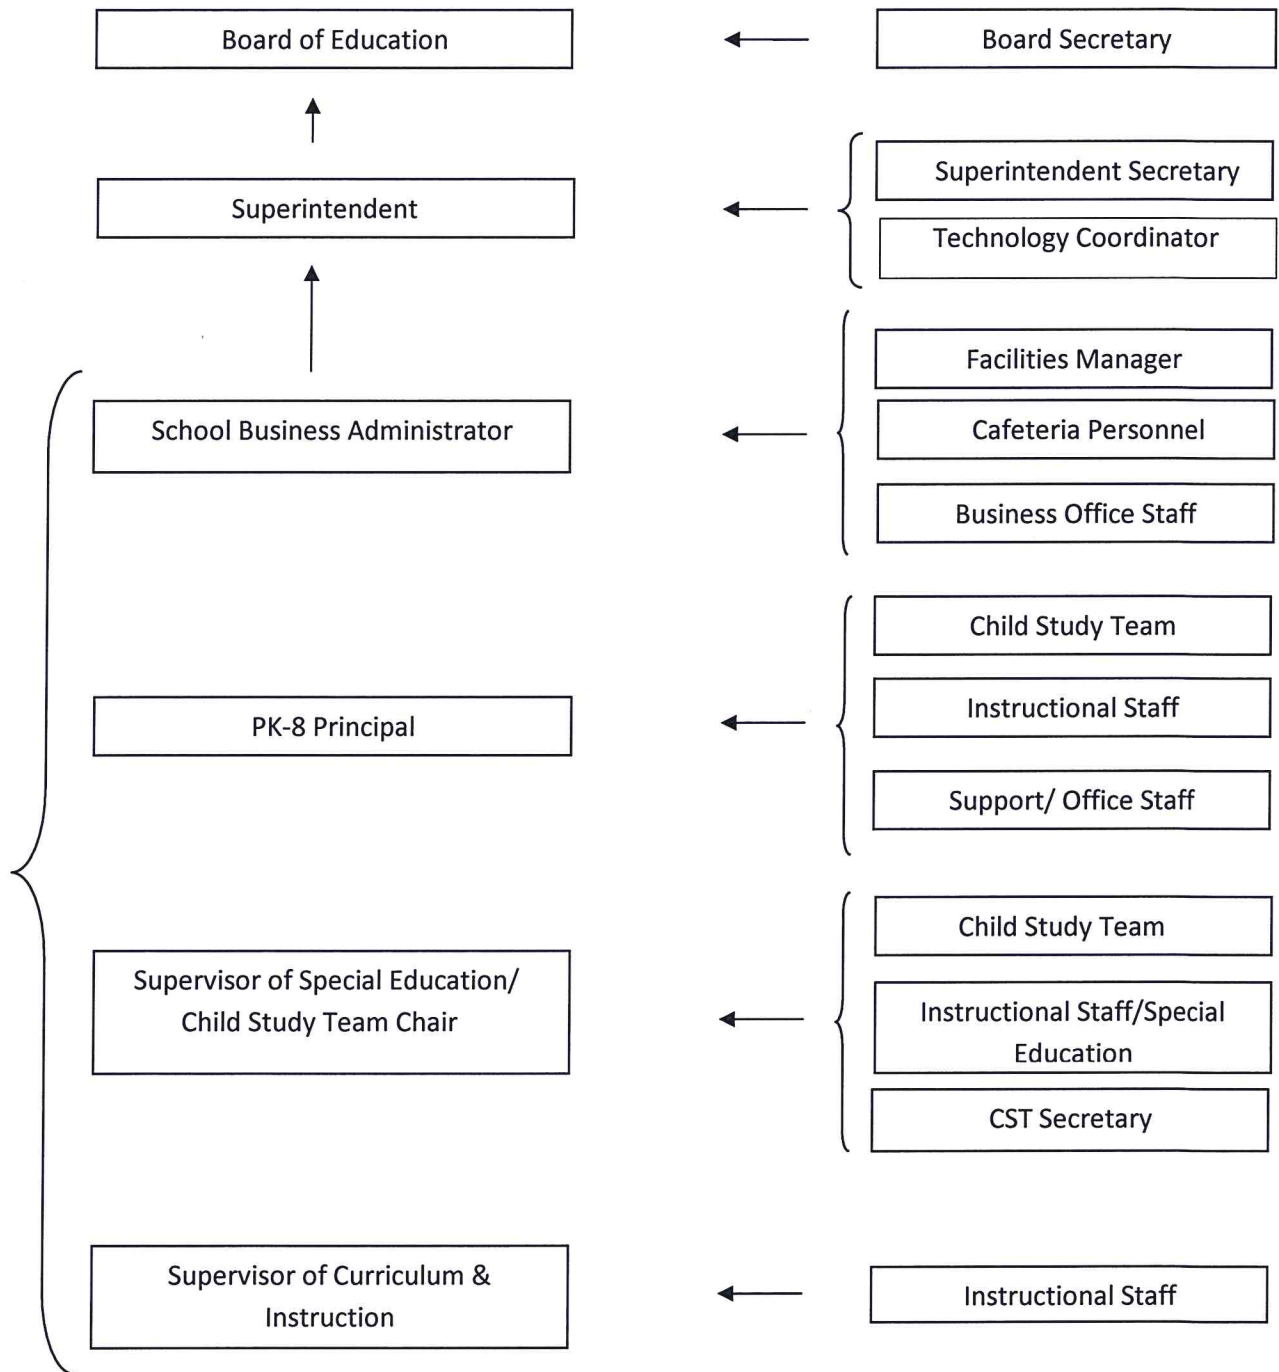 Board of Education
Board Secretary
Superintendent
Superintendent Secretary
Technology Coordinator
School Business Administrator
Facilities Manager
Cafeteria Personnel
Business Office Staff
PK-8 Principal
Child Study Team
Instructional Staff
Support/ Office Staff
Supervisor of Special Education/
Child Study Team Chair
Child Study Team
Instructional Staff/Special
Education
CST Secretary
Supervisor of Curriculum &
Instruction
Instructional Staff